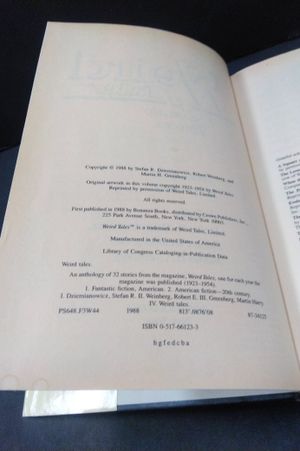 Copyright © 1988 by Stefan R. Dziemianowicz, Robert Weinberg, and
Martin H. Greenberg
Original artwork in this volume copyright 1923-1954 by Weird Tales
Reprinted by permission of Weird Tales, Limited.
All rights reserved.
First published in 1988 by Bonanza Books, distributed by Crown Publishers, Inc.,
225 Park Avenue South, New York, New York
Weird Tales™ is a trademark of Weird Tales, Limited.
Manufactured in the United States of America
Library of Congress Cataloging-in-Publication Data
Weird tales.
An anthology of 32 stories from the magazine, Weird Tales, one for each year the
magazine was published (1923-1954).
1. Fantastic fiction, American. 2. American fiction—20th century.
I. Dziemianowicz, Stefan R. II. Weinberg, Robert E. III. Greenberg, Martin Harry
IV. Weird tales.
PS648.F3W44 1988 813'.0876'08
ISBN 0-517-66123-3
hgfedcba